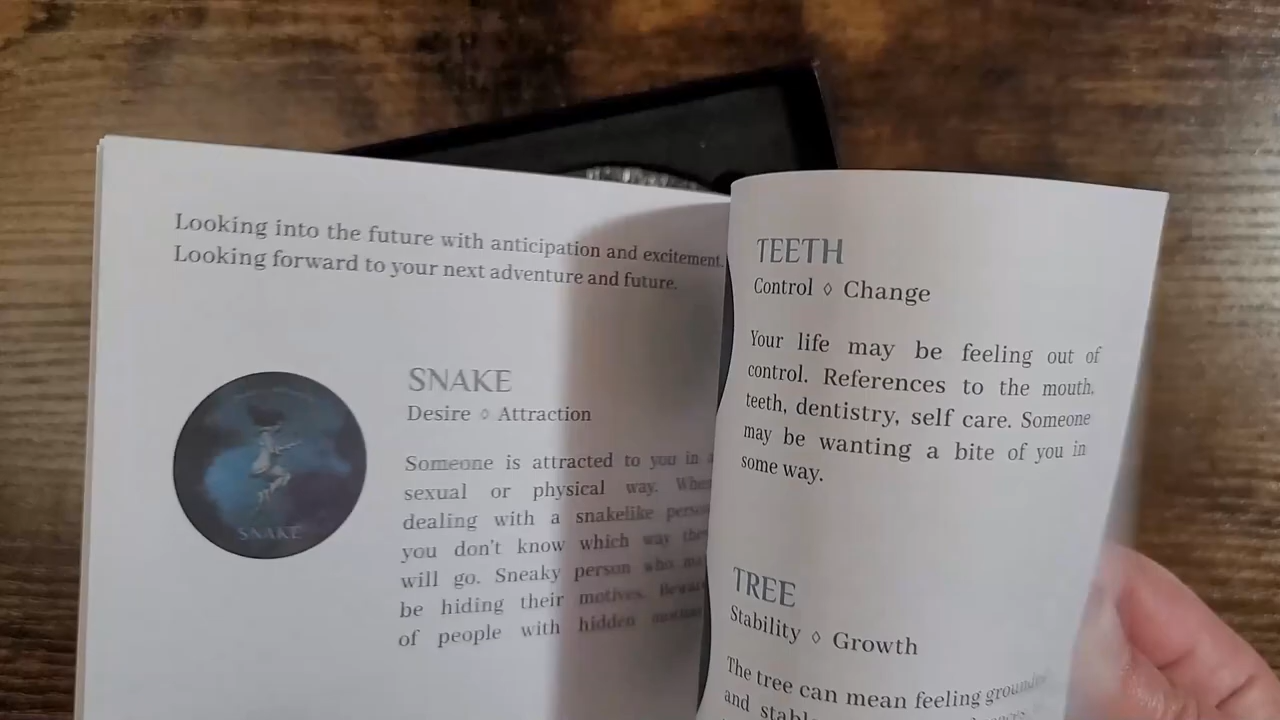 Looking into the future with anticipation and excitement.
Looking forward to your next adventure and future.
SNAKE
SNAKE
Desire ◊ Attraction
Someone is attracted to you in
sexual or physical way.
dealing with a snakelike
you don't know which way
will go. Sneaky person who
be hiding their motives.
of people with hidden
TEETH
Control ◊ Change
Your life may be feeling out of
control. References to the mouth,
teeth, dentistry, self care. Someone
may be wanting a bite of you in
some way.
TREE
Stability ◊ Growth
The tree can mean feeling
and